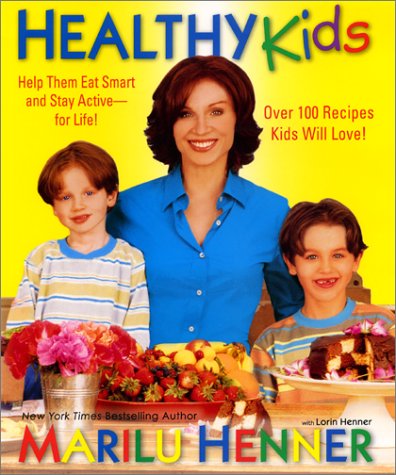 HEALTHY Kids
Help Them Eat Smart
and Stay Active—
for Life!
Over 100 Recipes
Kids Will Love!
New York Times Bestselling Author
with Lorin Henner
MARILU HENNER